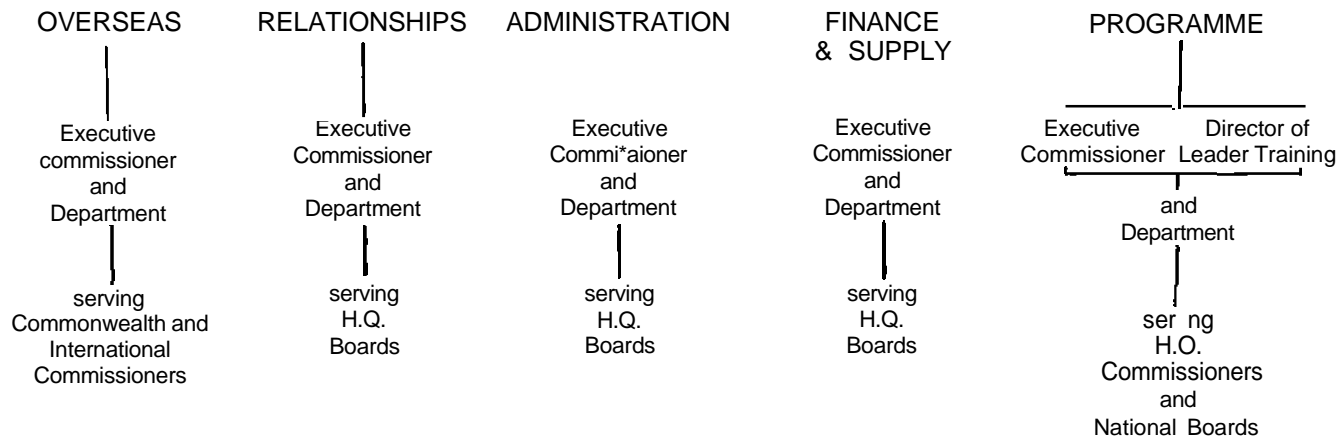 OVERSEAS
Executive
commissioner
and
Department
serving
Commonwealth and
International
Commissioners
RELATIONSHIPS
Executive
Commissioner
and
Department
serving
H.Q.
Boards
ADMINISTRATION
Executive
Commi*aioner
and
Department
serving
H.Q.
Boards
FINANCE
& SUPPLY
Executive
Commissioner
and
Department
serving
H.Q.
Boards
PROGRAMME
Executive
Commissioner
Director of
Leader Training
and
Department
ser ng
H.O.
Commissioners
and
National Boards